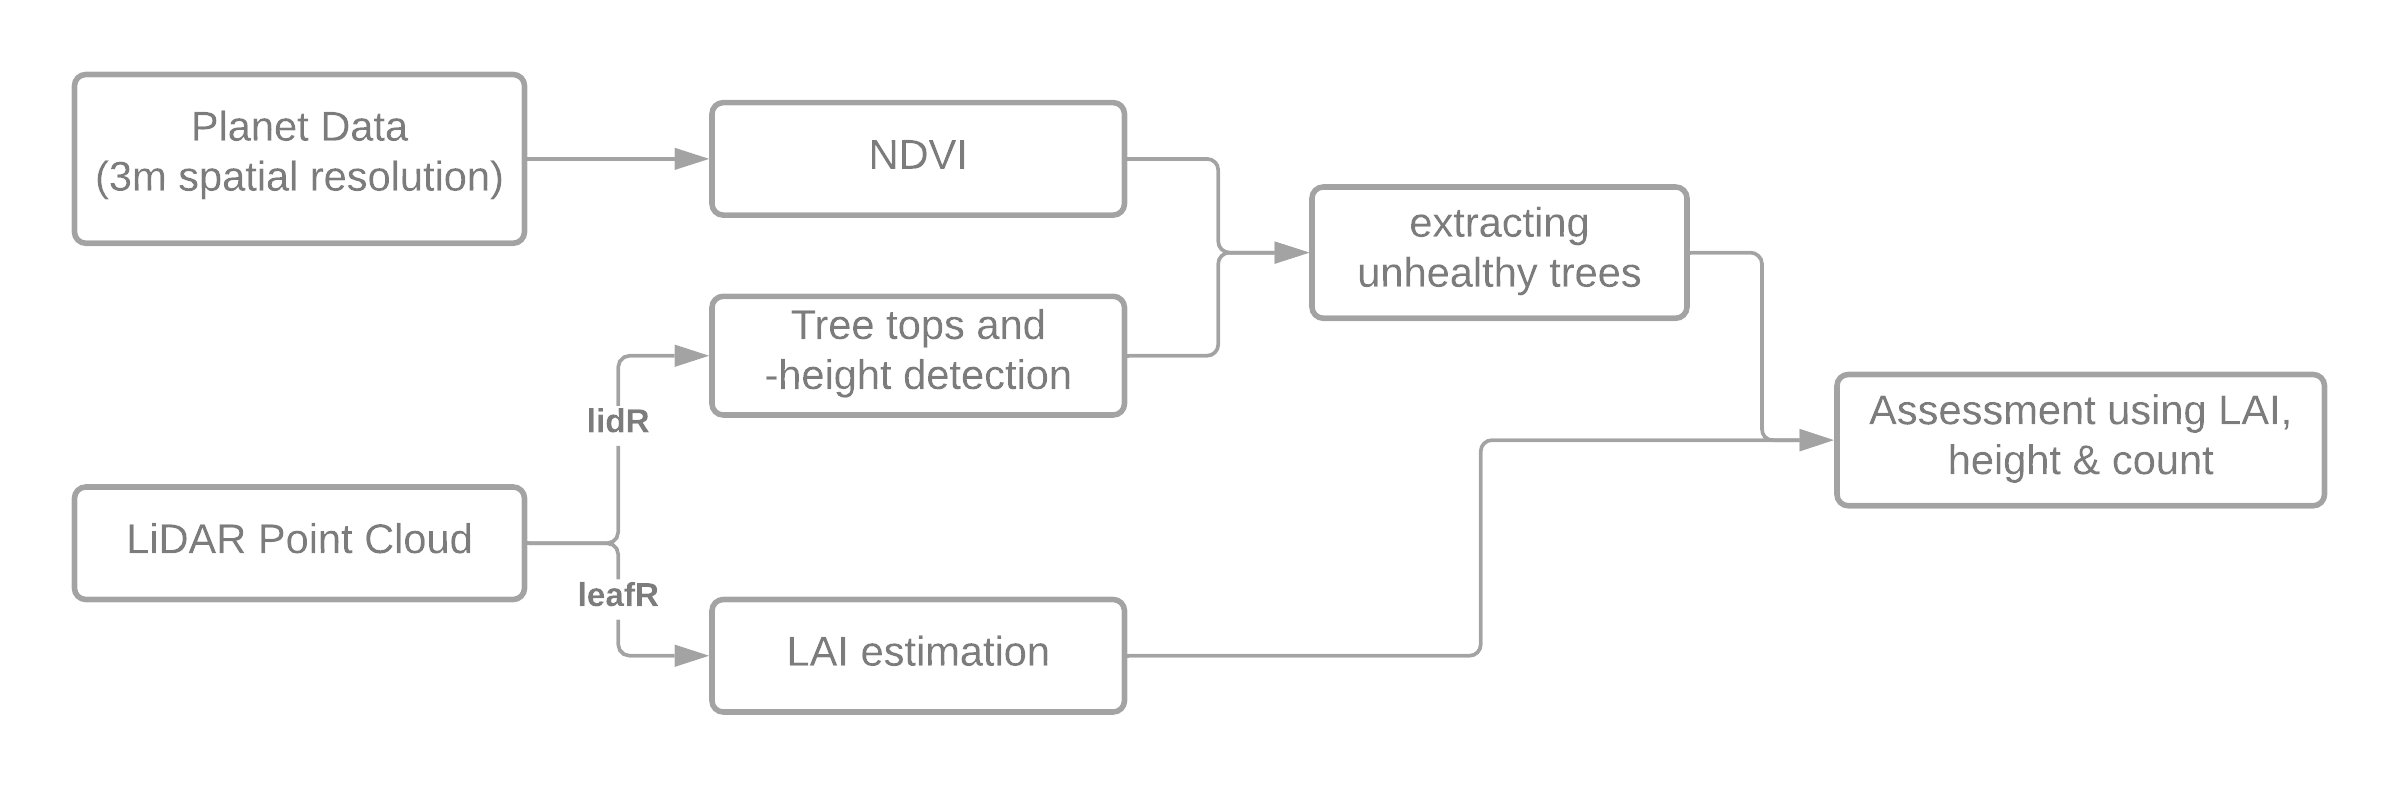 Planet Data
(3m spatial resolution)
NDVI
extracting
unhealthy trees
Tree tops and
-height detection
lidR
Assessment using LAI,
height & count
LiDAR Point Cloud
leafR
LAI estimation